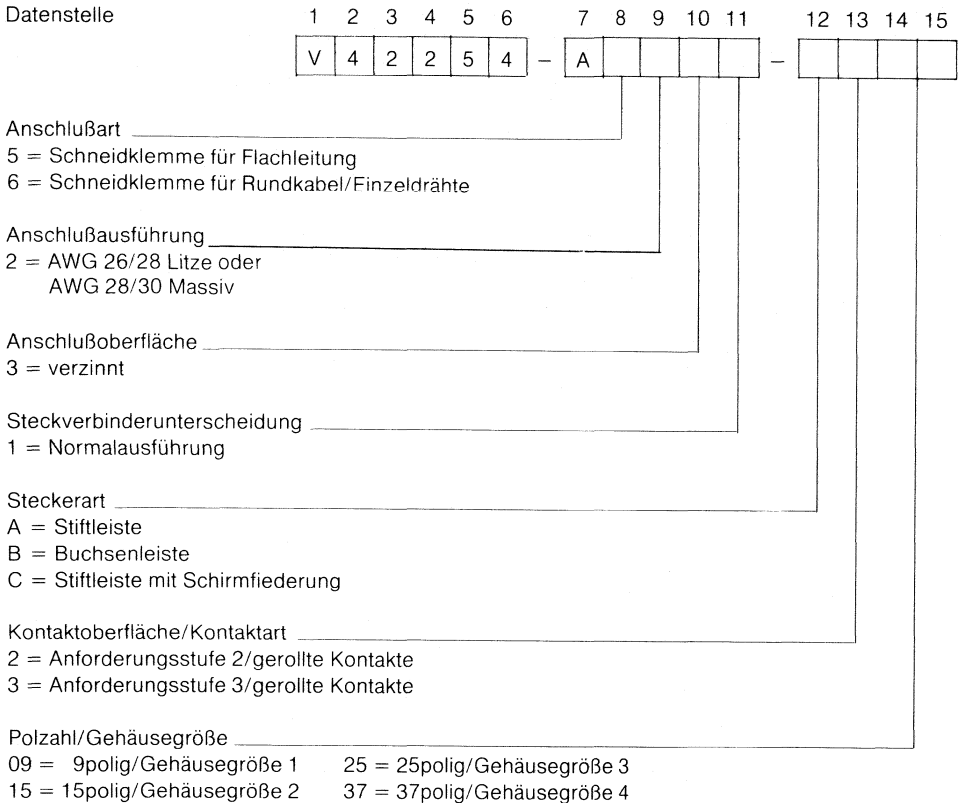 Datenstelle 1 2 3 4 5 6 7 8 9 10 11 12 13 14 15
V 4 2 2 5 4 – A –
Anschlußart
5 = Schneidklemme für Flachleitung
6 = Schneidklemme für Rundkabel/Einzeldrähte
Anschlußausführung
2 = AWG 26/28 Litze oder
AWG 28/30 Massiv
Anschlußoberfläche
3 = verzinnt
Steckverbinderunterscheidung
1 = Normalausführung
Steckerart
A = Stiftleiste
B = Buchsenleiste
C = Stiftleiste mit Schirmfiederung
Kontaktoberfläche/Kontaktart
2 = Anforderungsstufe 2/gerollte Kontakte
3 = Anforderungsstufe 3/gerollte Kontakte
Polzahl/Gehäusegröße
09 = 9polig/Gehäusegröße 1 25 = 25polig/Gehäusegröße 3
15 = 15polig/Gehäusegröße 2 37 = 37polig/Gehäusegröße 4